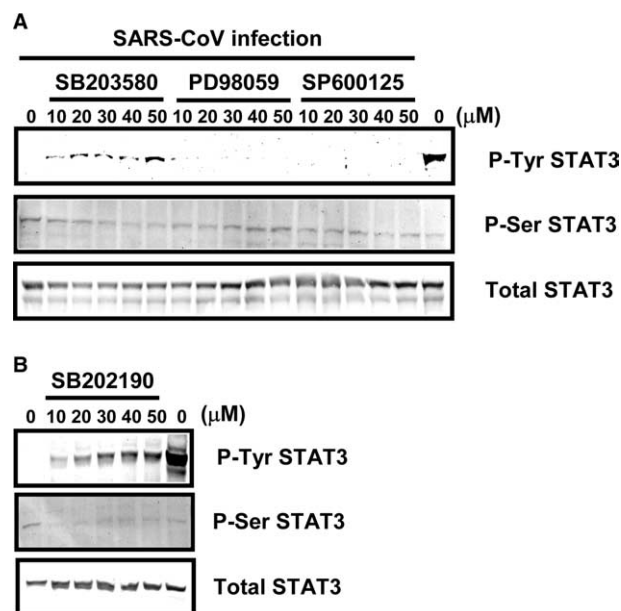 A
SARS-CoV infection
SB203580 PD98059 SP600125
0 10 20 30 40 50 10 20 30 40 50 10 20 30 40 50 0 (μM)
P-Tyr STAT3
P-Ser STAT3
Total STAT3
B
SB202190
0 10 20 30 40 50 0 (μM)
P-Tyr STAT3
P-Ser STAT3
Total STAT3